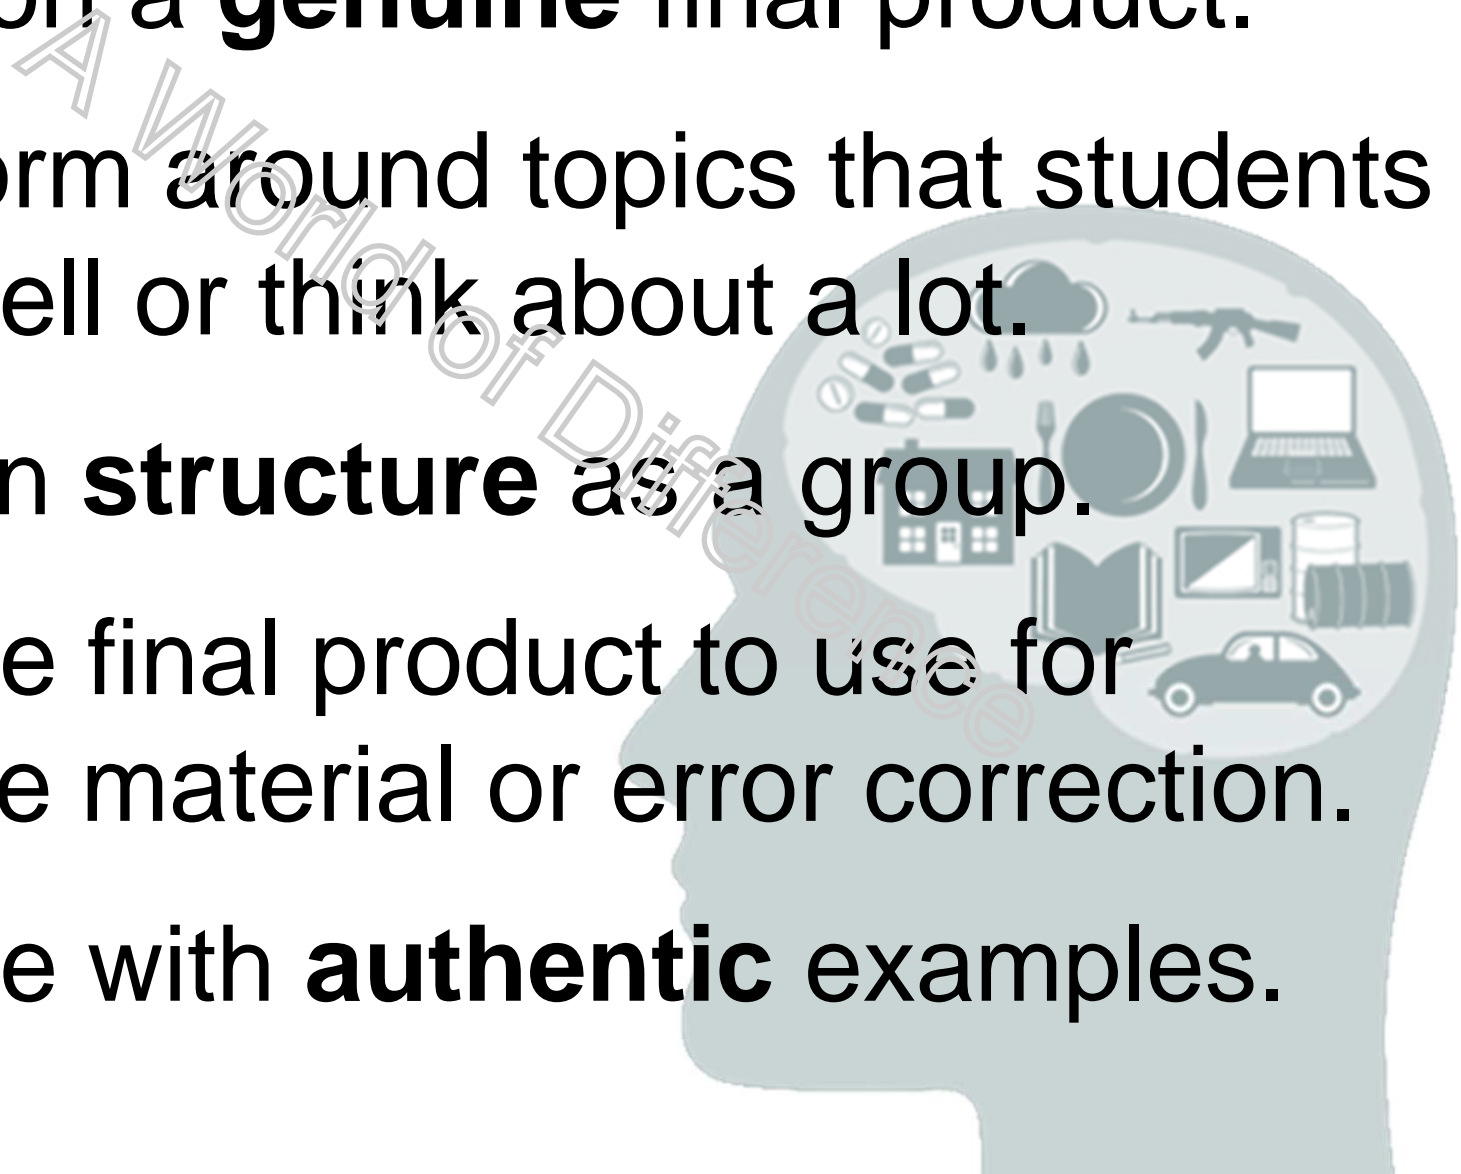 on a genuine final product.
orm around topics that students
ell or think about a lot.
n structure as a group.
e final product to use for
e material or error correction.
e with authentic examples.
A World of Difference